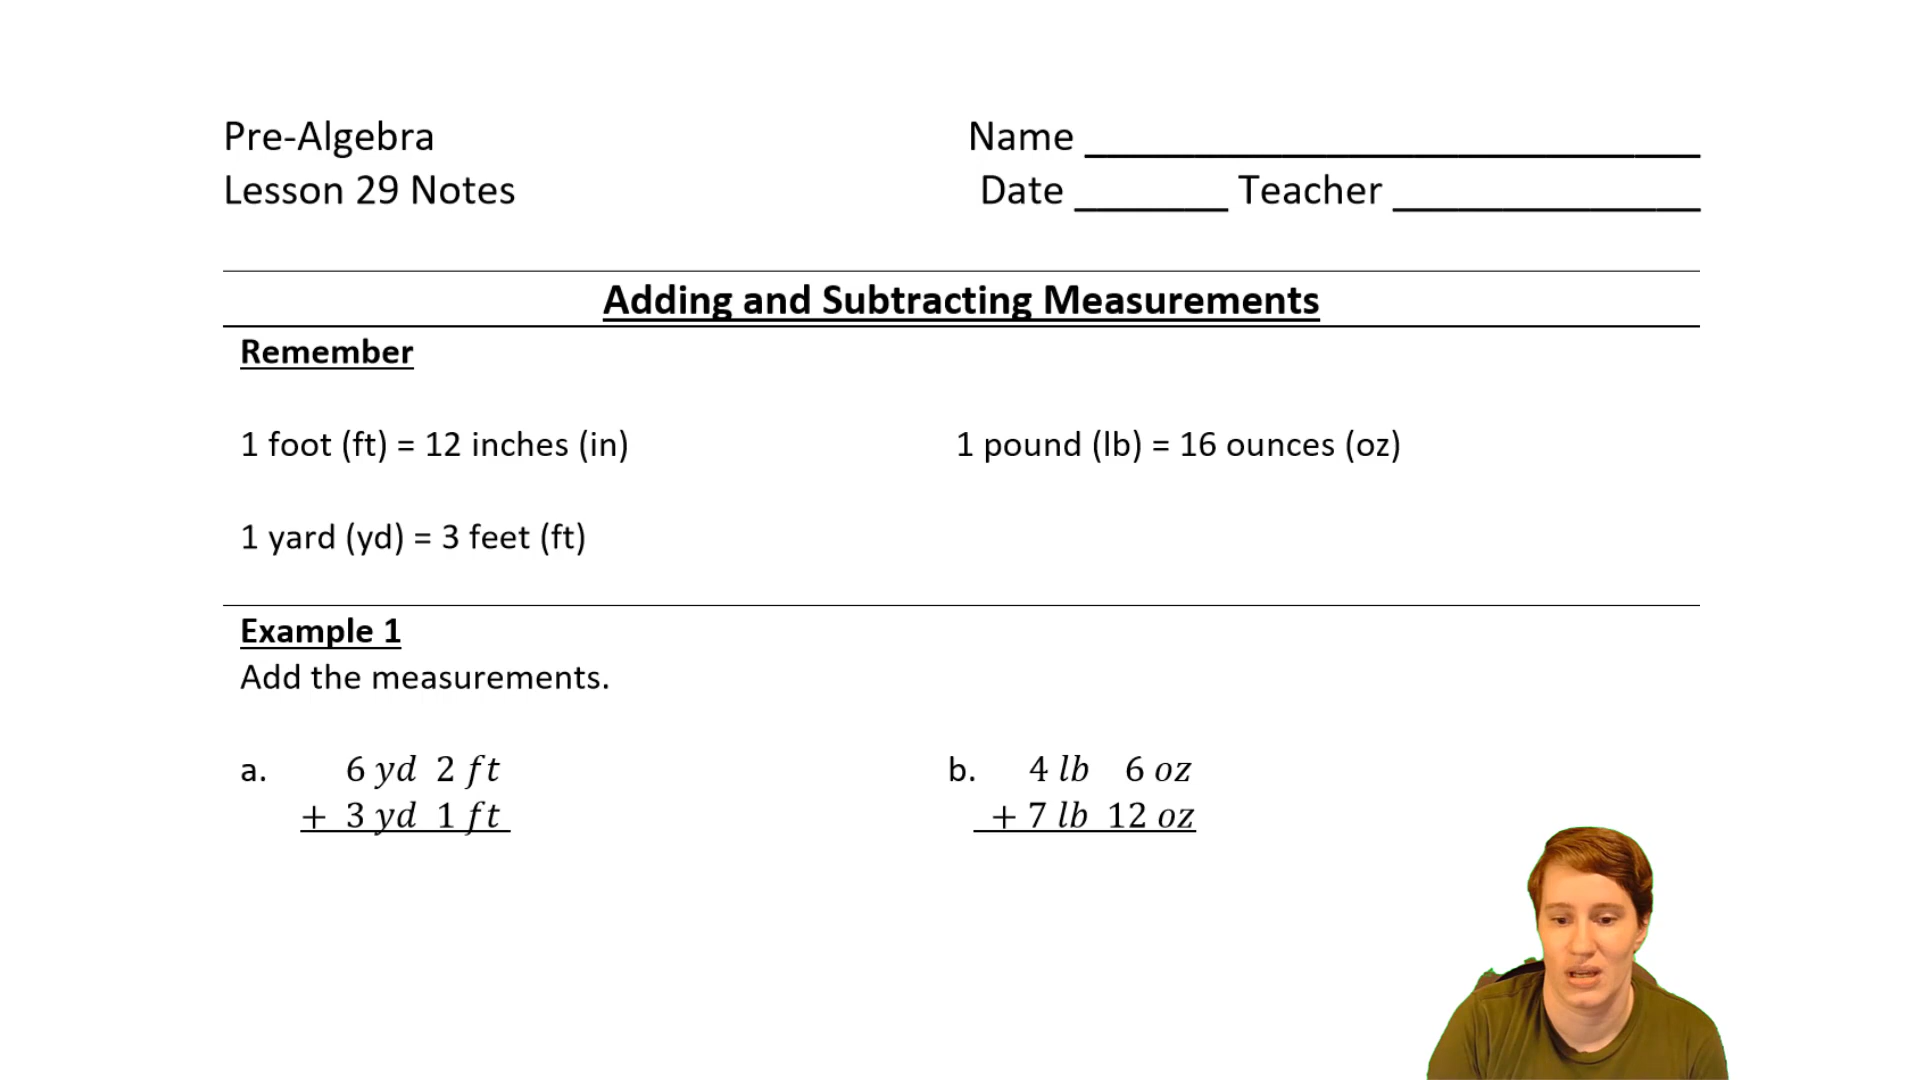 Pre-Algebra
Name
Lesson 29 Notes
Date Teacher
Adding and Subtracting Measurements
Remember
1 foot (ft) = 12 inches (in)
1 pound (lb) = 16 ounces (oz)
1 yard (yd) = 3 feet (ft)
Example 1
Add the measurements.
a. 6 yd 2 ft
+ 3 yd 1 ft
b. 4 lb 6 oz
+ 7 lb 12 oz